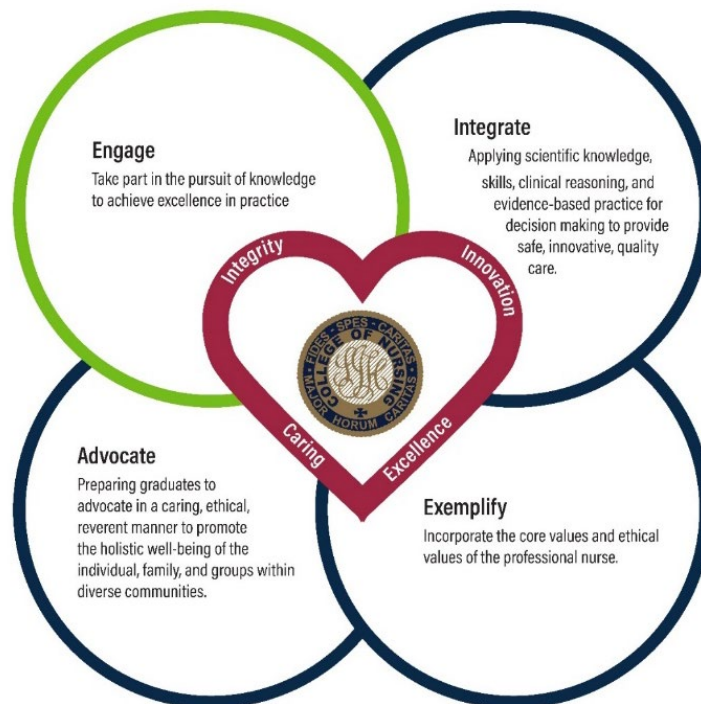 Engage
Take part in the pursuit of knowledge
to achieve excellence in practice
Integrate
Applying scientific knowledge,
skills, clinical reasoning, and
evidence-based practice for
decision making to provide
safe, innovative, quality
care.
Integrity
Innovation
FIDES · SPES · CARITAS
COLLEGE OF NURSING
MAJOR HORUM CARITAS
Caring
Excellence
Advocate
Preparing graduates to
advocate in a caring, ethical,
reverent manner to promote
the holistic well-being of the
individual, family, and groups within
diverse communities.
Exemplify
Incorporate the core values and ethical
values of the professional nurse.